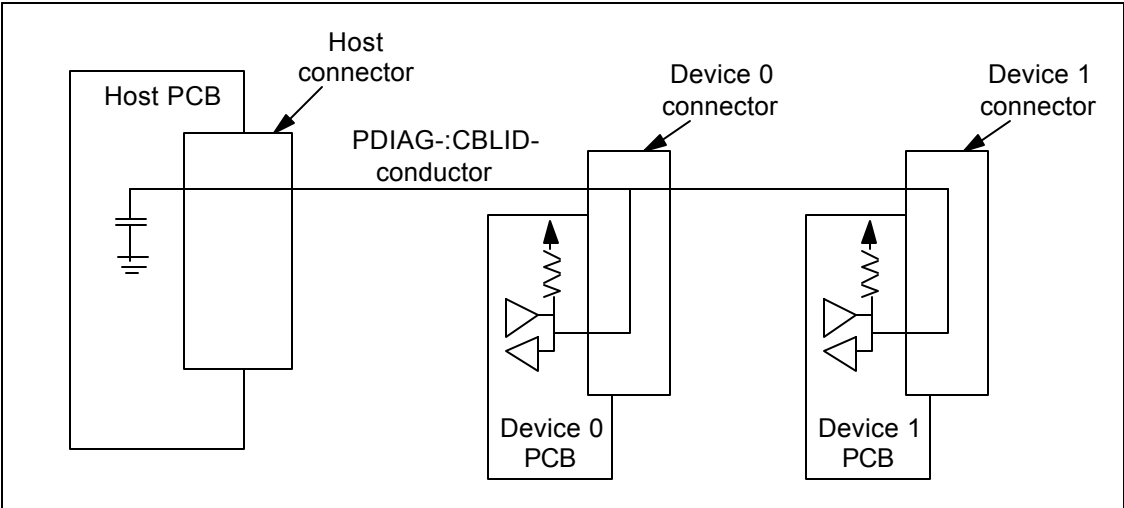 Host
connector
Host PCB
PDIAG-:CBLID-
conductor
Device 0
connector
Device 1
connector
Device 0
PCB
Device 1
PCB